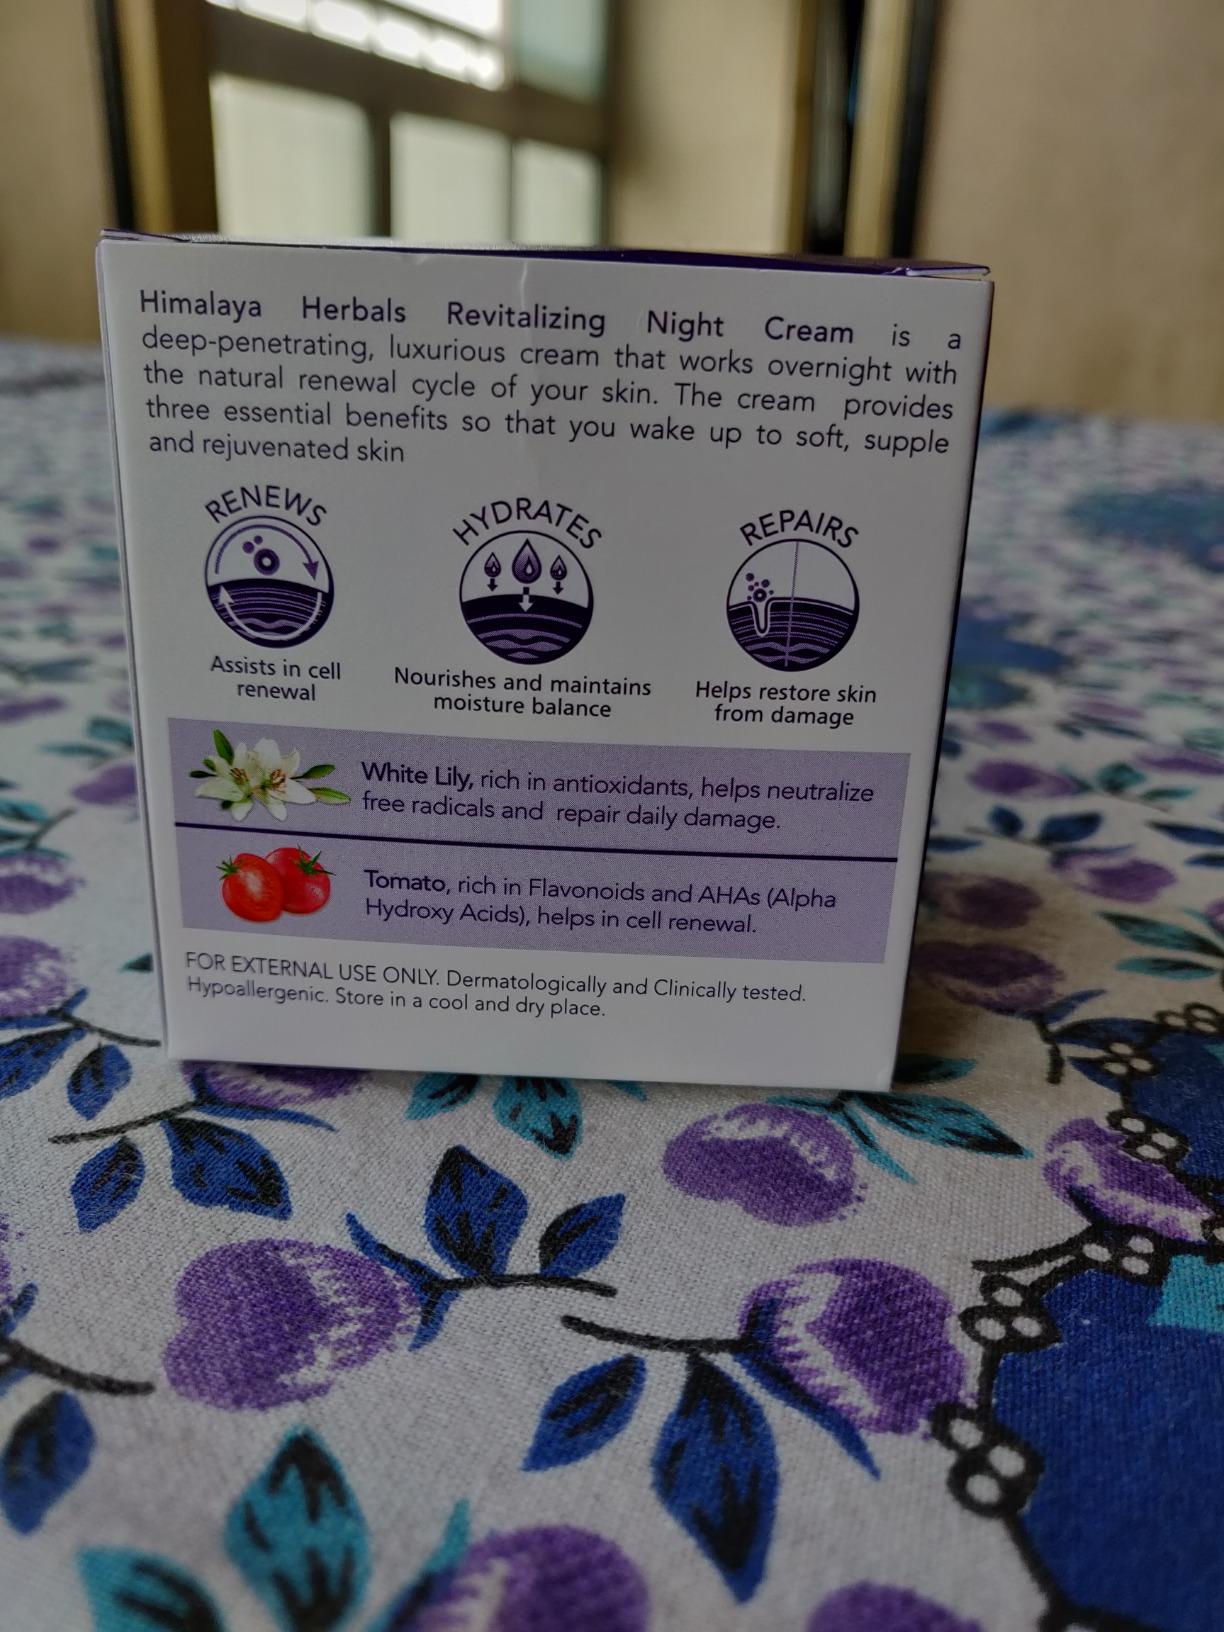 Himalaya Herbals Revitalizing Night Cream is a
deep-penetrating, luxurious cream that works overnight with
the natural renewal cycle of your skin. The cream provides
three essential benefits so that you wake up to soft, supple
and rejuvenated skin
RENEWS
Assists in cell
renewal
HYDRATES
Nourishes and maintains
moisture balance
REPAIRS
Helps restore skin
from damage
White Lily, rich in antioxidants, helps neutralize
free radicals and repair daily damage.
Tomato, rich in Flavonoids and AHAs (Alpha
Hydroxy Acids), helps in cell renewal.
FOR EXTERNAL USE ONLY. Dermatologically and Clinically tested.
Hypoallergenic. Store in a cool and dry place.